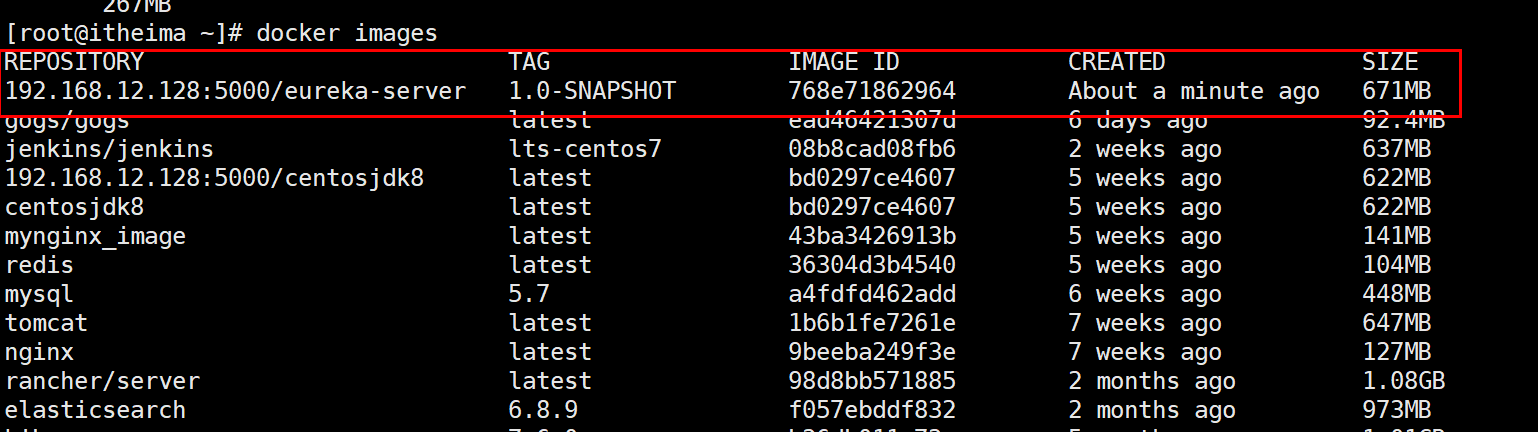 267MB
[root@itheima ~]# docker images
REPOSITORY TAG IMAGE ID CREATED SIZE
192.168.12.128:5000/eureka-server 1.0-SNAPSHOT 768e71862964 About a minute ago 671MB
gogs/gogs latest ead46421307d 6 days ago 92.4MB
jenkins/jenkins lts-centos7 08b8cad08fb6 2 weeks ago 637MB
192.168.12.128:5000/centosjdk8 latest bd0297ce4607 5 weeks ago 622MB
centosjdk8 latest bd0297ce4607 5 weeks ago 622MB
mynginx_image latest 43ba3426913b 5 weeks ago 141MB
redis latest 36304d3b4540 5 weeks ago 104MB
mysql 5.7 a4fdfd462add 6 weeks ago 448MB
tomcat latest 1b6b1fe7261e 7 weeks ago 647MB
nginx latest 9beeba249f3e 7 weeks ago 127MB
rancher/server latest 98d8bb571885 2 months ago 1.08GB
elasticsearch 6.8.9 f057ebddf832 2 months ago 973MB